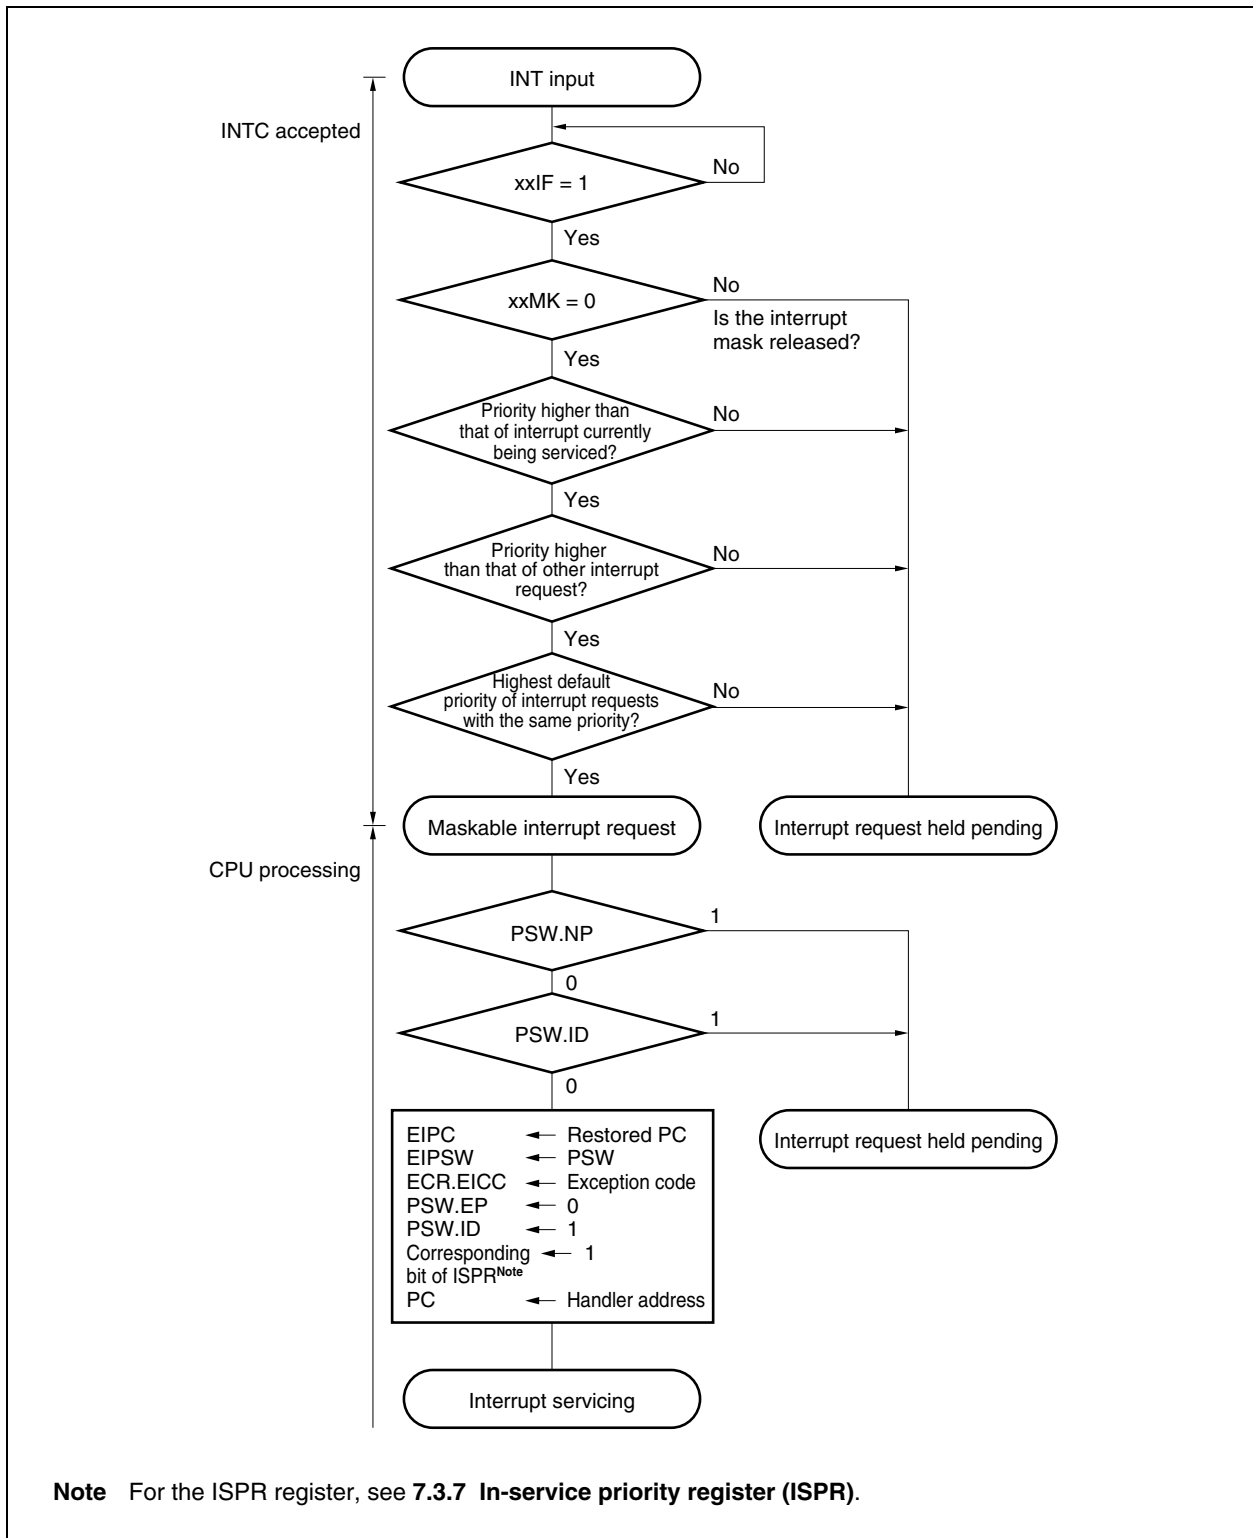 INT input
INTC accepted
xxIF = 1
No
Yes
xxMK = 0
No
Is the interrupt
mask released?
Yes
Priority higher than
that of interrupt currently
being serviced?
No
Yes
Priority higher
than that of other interrupt
request?
No
Yes
Highest default
priority of interrupt requests
with the same priority?
No
Yes
Maskable interrupt request
Interrupt request held pending
CPU processing
PSW.NP
1
0
PSW.ID
1
0
EIPC ← Restored PC
EIPSW ← PSW
ECR.EICC ← Exception code
PSW.EP ← 0
PSW.ID ← 1
Corresponding ← 1
bit of ISPRNote
PC ← Handler address
Interrupt request held pending
Interrupt servicing
Note For the ISPR register, see 7.3.7 In-service priority register (ISPR).